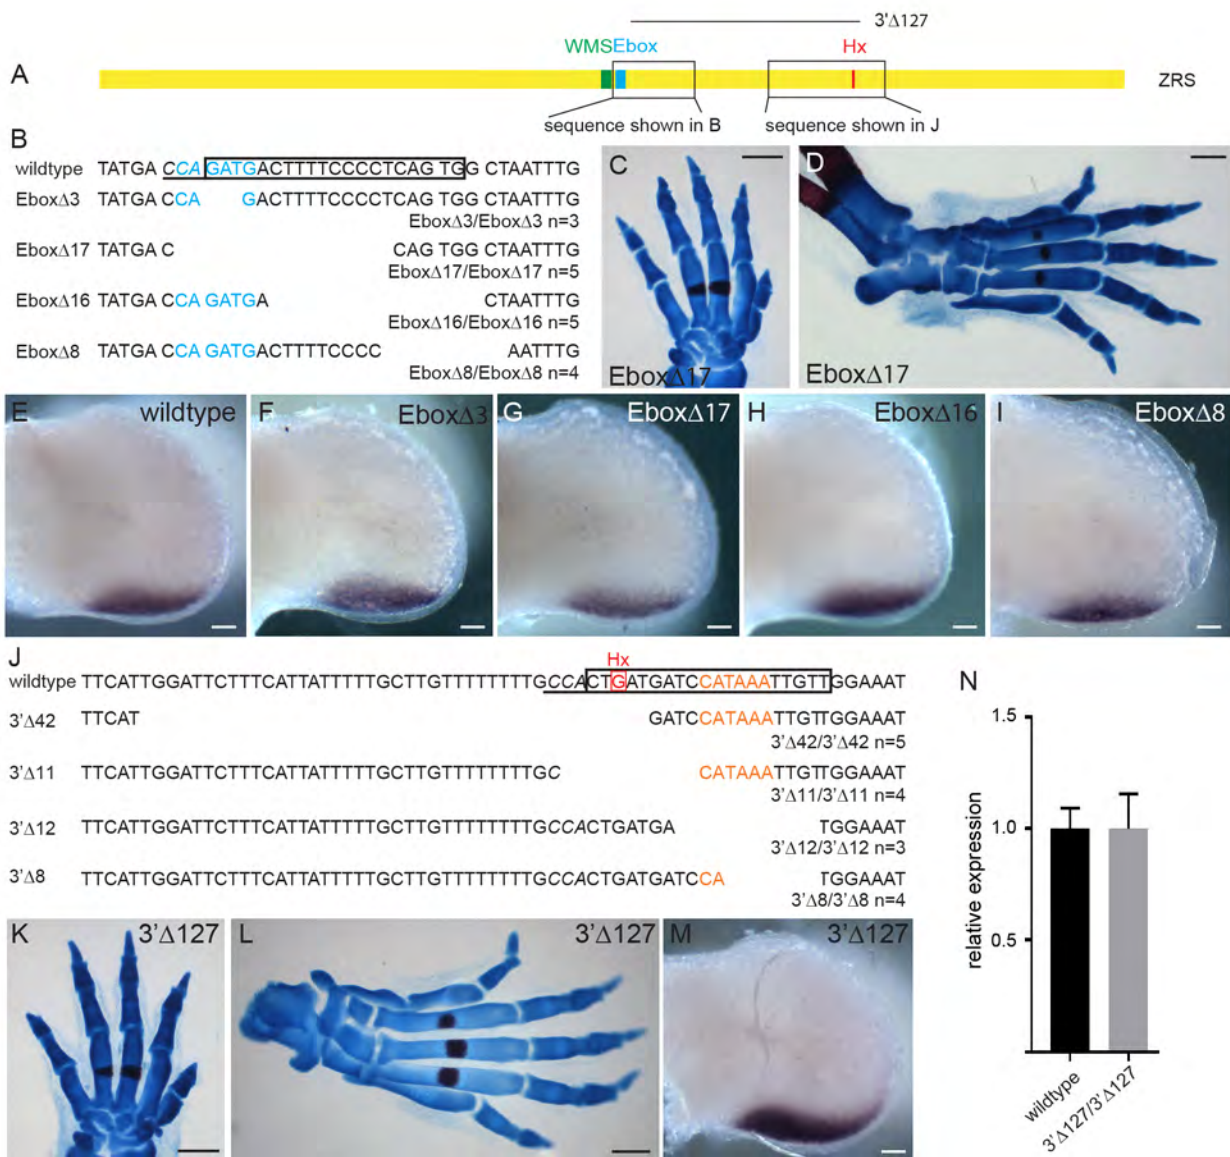 3'Δ127
WMS Ebox Hx
A ZRS
sequence shown in B sequence shown in J
B
wildtype TATGA CCA GATGACTTTTCCCCTCAG TGG CTAATTTG
EboxΔ3 TATGA CCA GACTTTTCCCCTCAG TGG CTAATTTG
EboxΔ3/EboxΔ3 n=3
EboxΔ17 TATGA C CAG TGG CTAATTTG
EboxΔ17/EboxΔ17 n=5
EboxΔ16 TATGA CCA GATGA CTAATTTG
EboxΔ16/EboxΔ16 n=5
EboxΔ8 TATGA CCA GATGACTTTTCCCC AATTTG
EboxΔ8/EboxΔ8 n=4
C EboxΔ17
D EboxΔ17
E wildtype
F EboxΔ3
G EboxΔ17
H EboxΔ16
I EboxΔ8
J
Hx
wildtype TTCATTGGATTCTTTCATTATTTTTGCTTGTTTTTTTTGCCACTGATGATCCATAAATTGTTGGAAAT
3'Δ42 TTCAT GATCCATAAATTGTTGGAAAT
3'Δ42/3'Δ42 n=5
3'Δ11 TTCATTGGATTCTTTCATTATTTTTGCTTGTTTTTTTTGC CATAAATTGTTGGAAAT
3'Δ11/3'Δ11 n=4
3'Δ12 TTCATTGGATTCTTTCATTATTTTTGCTTGTTTTTTTTGCCACTGATGA TGGAAAT
3'Δ12/3'Δ12 n=3
3'Δ8 TTCATTGGATTCTTTCATTATTTTTGCTTGTTTTTTTTGCCACTGATGATCCA TGGAAAT
3'Δ8/3'Δ8 n=4
K 3'Δ127
L 3'Δ127
M 3'Δ127
N
relative expression
1.5
1.0
0.5
wildtype
3'Δ127/3'Δ127